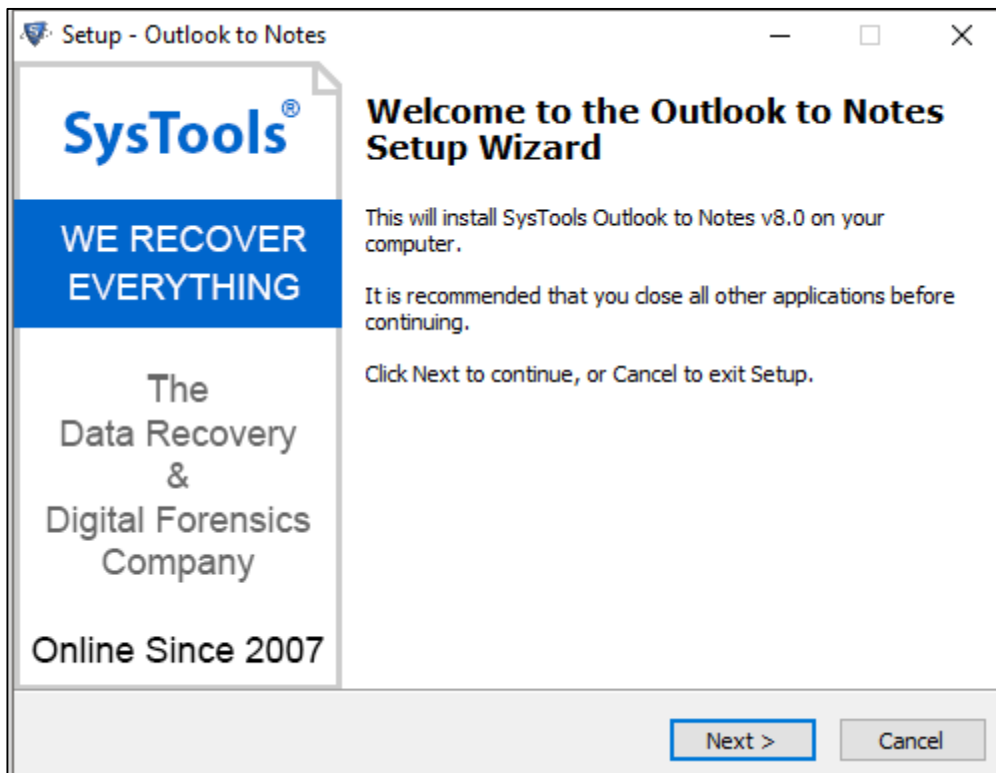 Setup - Outlook to Notes
SysTools®
WE RECOVER
EVERYTHING
The
Data Recovery
&
Digital Forensics
Company
Online Since 2007
Welcome to the Outlook to Notes
Setup Wizard
This will install SysTools Outlook to Notes v8.0 on your
computer.
It is recommended that you close all other applications before
continuing.
Click Next to continue, or Cancel to exit Setup.
Next >
Cancel